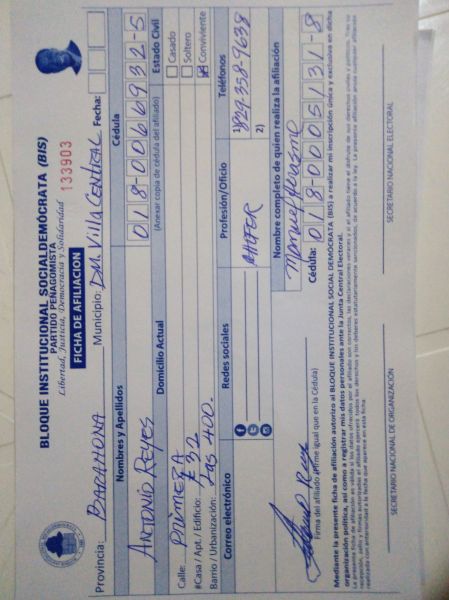 BLOQUE INSTITUCIONAL SOCIALDEMÓCRATA (BIS)
PARTIDO PEÑAGOMISTA
Libertad, Justicia, Democracia y Solidaridad
133903
FICHA DE AFILIACION
Provincia: BARAHONA Municipio: D.M. Villa CENTRAL Fecha:
Nombres y Apellidos Cédula
ANTONIO REYES 018-0066932-5
(Anexar copia de cédula del afiliado)
Domicilio Actual Estado Civil
Calle: PRIMERA Casado
#Casa / Apt. / Edificio: # 32 Soltero
Barrio / Urbanización: Las 400. Conviviente
Correo electrónico Redes sociales Profesión/Oficio Teléfonos
CHOFER 1) 829-358-9638
2)
Nombre completo de quien realiza la afiliación
Manuel
Firma del afiliado (Firme igual que en la Cédula) Cédula: 018-0005131-8
Mediante la presente ficha de afiliación autorizo al BLOQUE INSTITUCIONAL SOCIAL DEMÓCRATA (BIS) a realizar mi inscripción única y exclusiva en dicha
organización política, así como a registrar mis datos personales ante la Junta Central Electoral.
SECRETARIO NACIONAL DE ORGANIZACIÓN SECRETARIO NACIONAL ELECTORAL